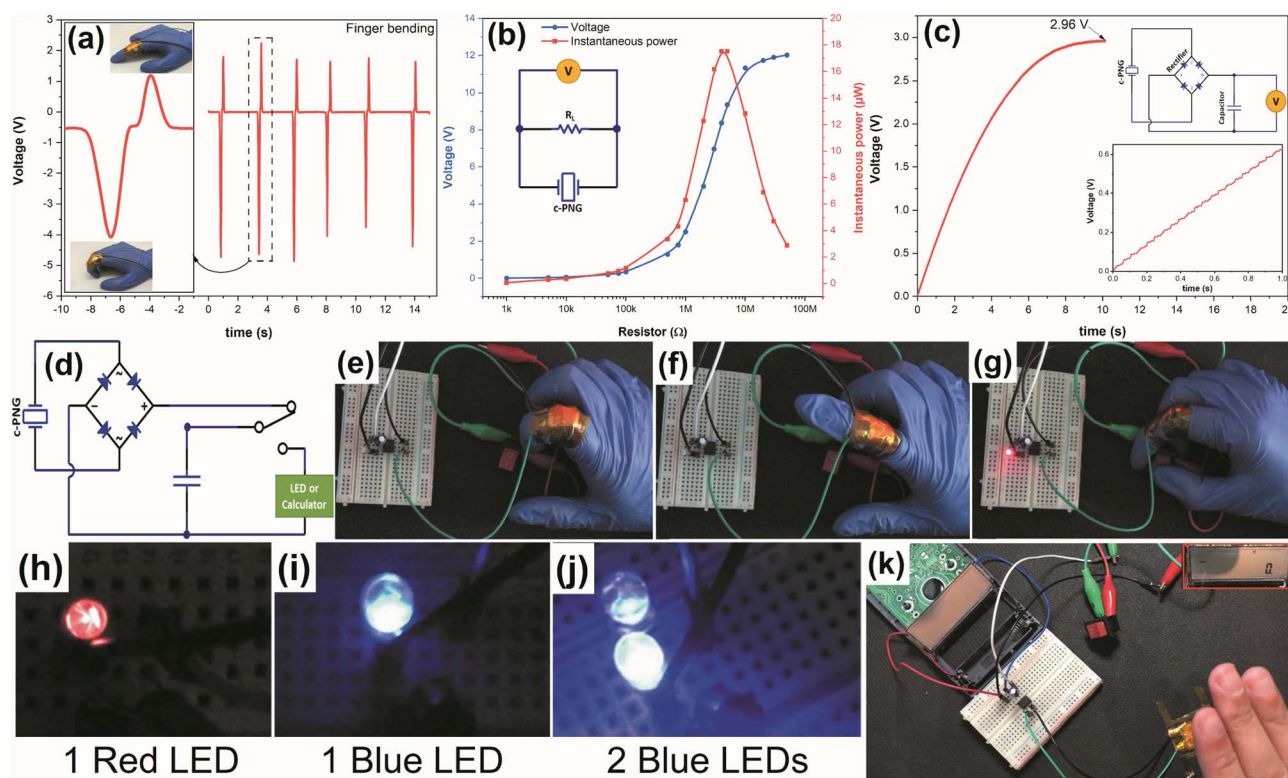 (a)
Finger bending
Voltage (V)
5
4
3
2
1
0
-1
-2
-3
-4
-5
-6
-10 -8 -6 -4 -2 0 2 4 6 8 10 12 14
time (s)
(b)
Voltage
Instantaneous power
V
R_L
c-PNG
Voltage (V)
14
12
10
8
6
4
2
0
Instantaneous power (μW)
20
18
16
14
12
10
8
6
4
2
0
1k 10k 100k 1M 10M 100M
Resistor (Ω)
(c)
2.96 V
Voltage (V)
3.0
2.5
2.0
1.5
1.0
0.5
0.0
0 2 4 6 8 10 12 14 16 18 20
time (s)
c-PNG
Rectifier
Capacitor
V
Voltage (V)
0.6
0.4
0.2
0.0
0.0 0.2 0.4 0.6 0.8 1.0
time (s)
(d)
c-PNG
~
- +
~
LED or
Calculator
(e)
(f)
(g)
(h)
1 Red LED
(i)
1 Blue LED
(j)
2 Blue LEDs
(k)
0.